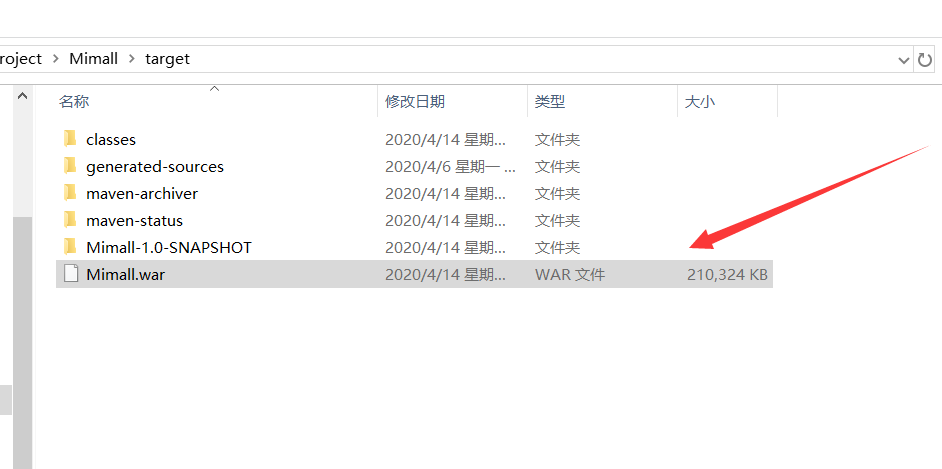 roject > Mimall > target
名称 修改日期 类型 大小
classes 2020/4/14 星期... 文件夹
generated-sources 2020/4/6 星期一 ... 文件夹
maven-archiver 2020/4/14 星期... 文件夹
maven-status 2020/4/14 星期... 文件夹
Mimall-1.0-SNAPSHOT 2020/4/14 星期... 文件夹
Mimall.war 2020/4/14 星期... WAR 文件 210,324 KB